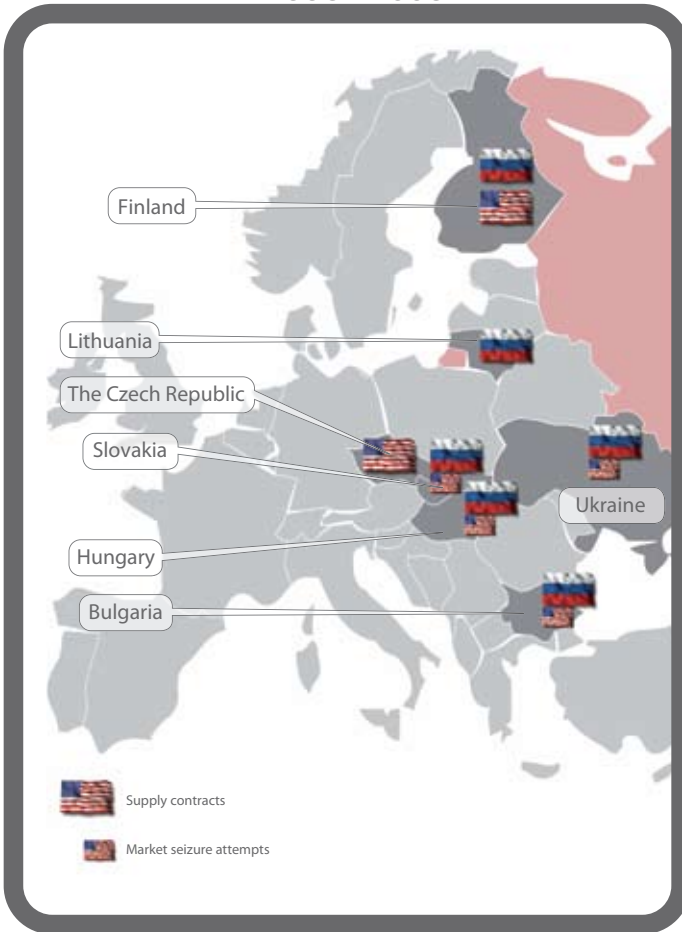 Finland
Lithuania
The Czech Republic
Slovakia
Ukraine
Hungary
Bulgaria
Supply contracts
Market seizure attempts